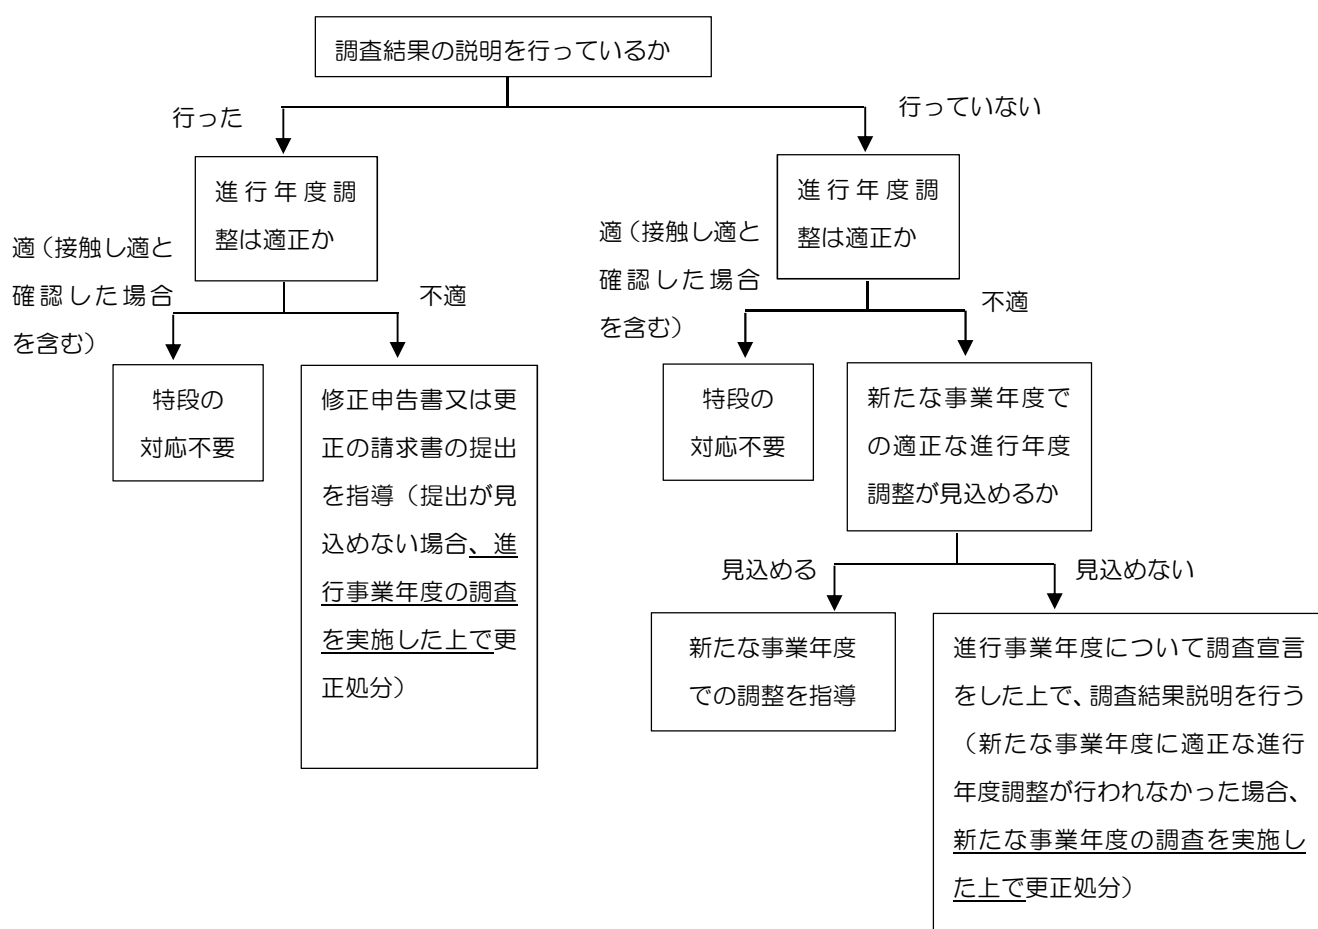 調査結果の説明を行っているか
行った
行っていない
進行年度調
整は適正か
適（接触し適と
確認した場合
を含む）
不適
特段の
対応不要
修正申告書又は更
正の請求書の提出
を指導（提出が見
込めない場合、進
行事業年度の調査
を実施した上で更
正処分）
進行年度調
整は適正か
適（接触し適と
確認した場合
を含む）
不適
特段の
対応不要
新たな事業年度で
の適正な進行年度
調整が見込めるか
見込める
見込めない
新たな事業年度
での調整を指導
進行事業年度について調査宣言
をした上で、調査結果説明を行う
（新たな事業年度に適正な進行
年度調整が行われなかった場合、
新たな事業年度の調査を実施し
た上で更正処分）